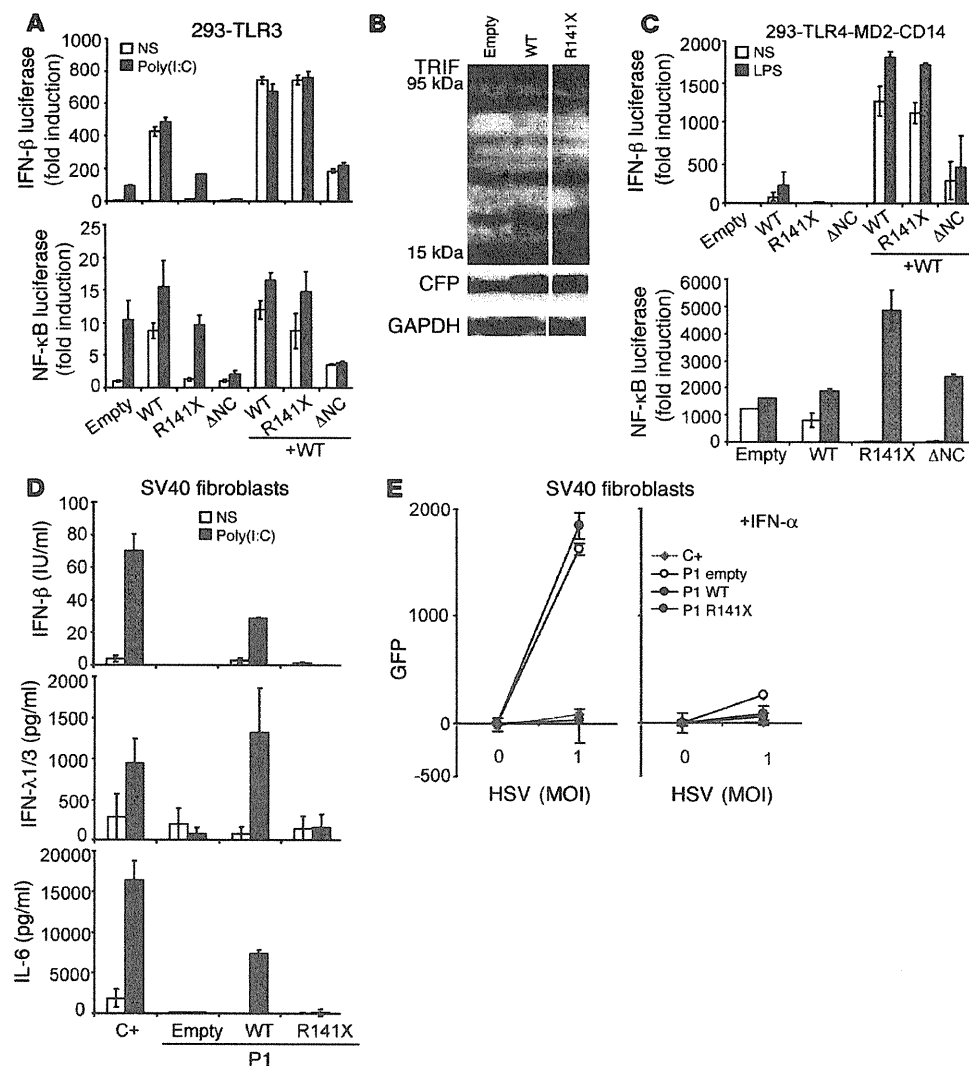 A
293-TLR3
NS
Poly(I:C)
IFN-β luciferase
(fold induction)
1000
800
600
400
200
0
NF-κB luciferase
(fold induction)
25
20
15
10
5
0
Empty
WT
R141X
ΔNC
WT
R141X
ΔNC
+WT
B
Empty
WT
R141X
TRIF
95 kDa
15 kDa
CFP
GAPDH
C
293-TLR4-MD2-CD14
NS
LPS
IFN-β luciferase
(fold induction)
2000
1500
1000
500
0
Empty
WT
R141X
ΔNC
WT
R141X
ΔNC
+WT
NF-κB luciferase
(fold induction)
6000
5000
4000
3000
2000
1000
0
Empty
WT
R141X
ΔNC
D
SV40 fibroblasts
NS
Poly(I:C)
IFN-β (IU/ml)
100
80
60
40
20
0
IFN-λ1/3 (pg/ml)
2000
1500
1000
500
0
IL-6 (pg/ml)
20000
15000
10000
5000
0
C+
Empty
WT
R141X
P1
E
SV40 fibroblasts
+IFN-α
C+
P1 empty
P1 WT
P1 R141X
GFP
2000
1000
0
-500
0
1
HSV (MOI)
0
1
HSV (MOI)